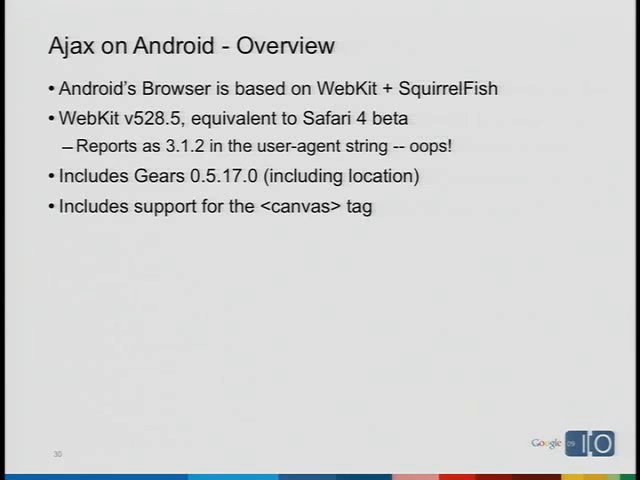 Ajax on Android - Overview
• Android's Browser is based on WebKit + SquirrelFish
• WebKit v528.5, equivalent to Safari 4 beta
– Reports as 3.1.2 in the user-agent string -- oops!
• Includes Gears 0.5.17.0 (including location)
• Includes support for the <canvas> tag
30
Google 09 I/O